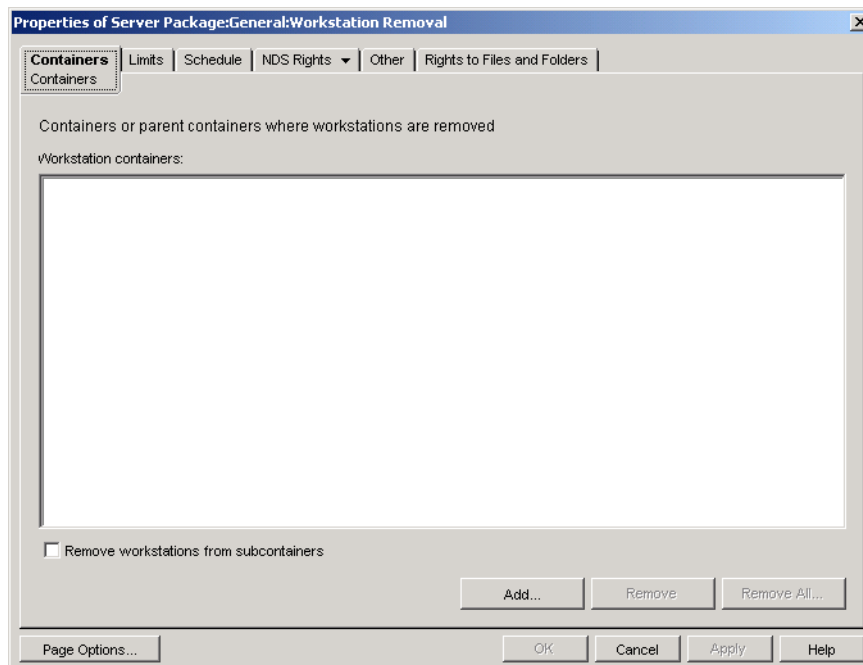 Properties of Server Package:General:Workstation Removal
Containers Limits Schedule NDS Rights Other Rights to Files and Folders
Containers
Containers or parent containers where workstations are removed
Workstation containers:
Remove workstations from subcontainers
Add... Remove Remove All...
Page Options... OK Cancel Apply Help